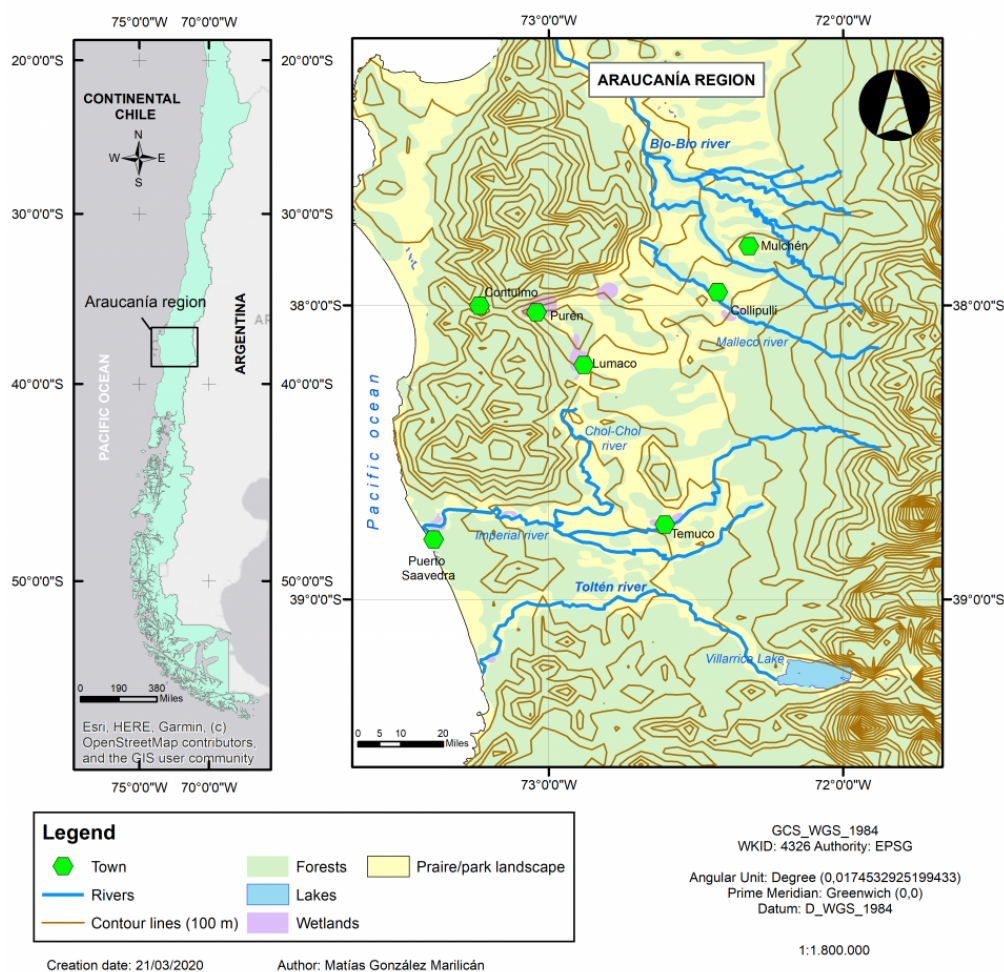 75°0'0"W 70°0'0"W
20°0'0"S
CONTINENTAL
CHILE
N
W E
S
30°0'0"S
Araucanía region
ARGENTINA
AR
PACIFIC OCEAN
40°0'0"S
50°0'0"S
0 190 380
Miles
Esri, HERE, Garmin, (c)
OpenStreetMap contributors,
and the GIS user community
75°0'0"W 70°0'0"W
73°0'0"W 72°0'0"W
20°0'0"S
ARAUCANÍA REGION
Bio-Bio river
30°0'0"S
Mulchén
Contulmo
Collipulli
38°0'0"S
38°0'0"S
Purén
Malleco river
Lumaco
40°0'0"S
Pacific ocean
Chol-Chol
river
Imperial river
Temuco
Puerto
Saavedra
50°0'0"S
Toltén river
39°0'0"S
39°0'0"S
Villarrica Lake
0 5 10 20
Miles
73°0'0"W 72°0'0"W
Legend
Town
Rivers
Contour lines (100 m)
Forests
Lakes
Wetlands
Praire/park landscape
GCS_WGS_1984
WKID: 4326 Authority: EPSG
Angular Unit: Degree (0,0174532925199433)
Prime Meridian: Greenwich (0,0)
Datum: D_WGS_1984
1:1.800.000
Creation date: 21/03/2020 Author: Matías González Marilicán